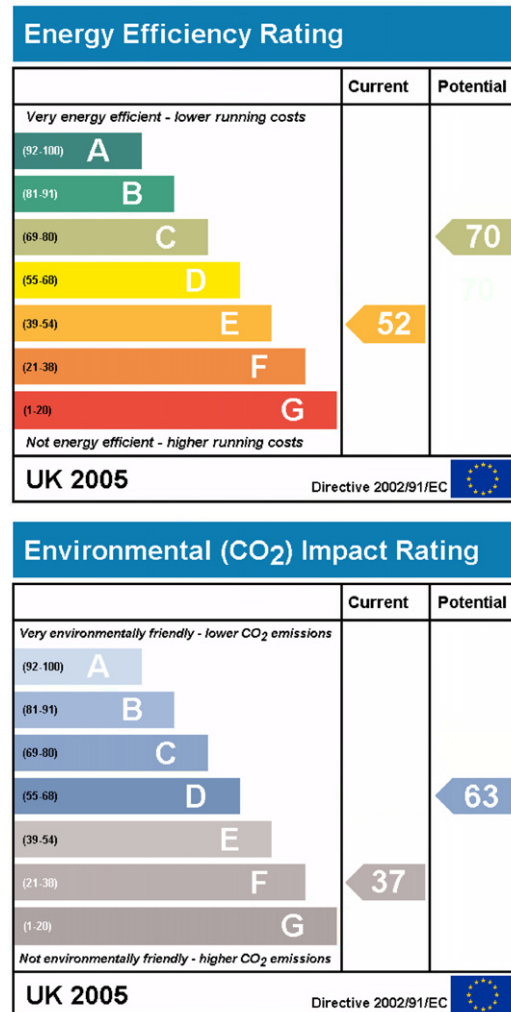 Energy Efficiency Rating
Current Potential
Very energy efficient - lower running costs
(92-100) A
(81-91) B
(69-80) C 70
(55-68) D
70
(39-54) E 52
(21-38) F
(1-20) G
Not energy efficient - higher running costs
UK 2005 Directive 2002/91/EC
Environmental (CO2) Impact Rating
Current Potential
Very environmentally friendly - lower CO2 emissions
(92-100) A
(81-91) B
(69-80) C
(55-68) D 63
(39-54) E
(21-38) F 37
(1-20) G
Not environmentally friendly - higher CO2 emissions
UK 2005 Directive 2002/91/EC